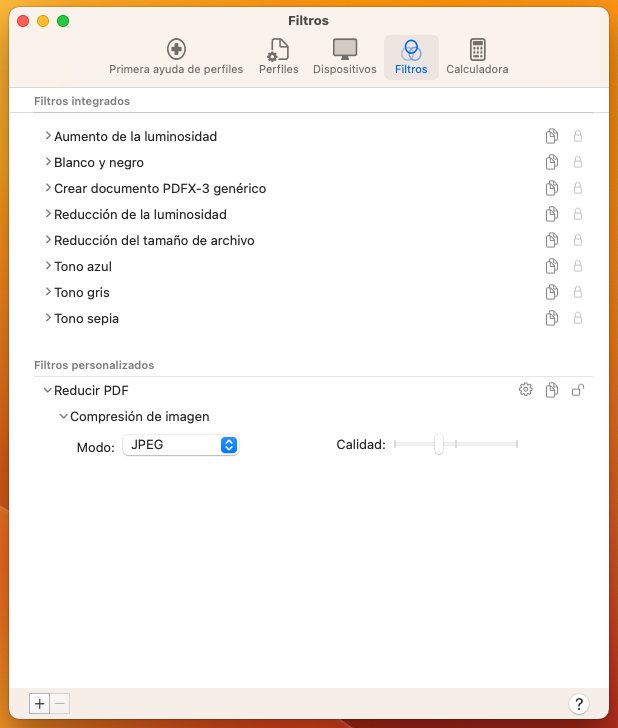 Filtros
Primera ayuda de perfiles Perfiles Dispositivos Filtros Calculadora
Filtros integrados
Aumento de la luminosidad
Blanco y negro
Crear documento PDFX-3 genérico
Reducción de la luminosidad
Reducción del tamaño de archivo
Tono azul
Tono gris
Tono sepia
Filtros personalizados
Reducir PDF
Compresión de imagen
Modo: JPEG Calidad:
+ − ?